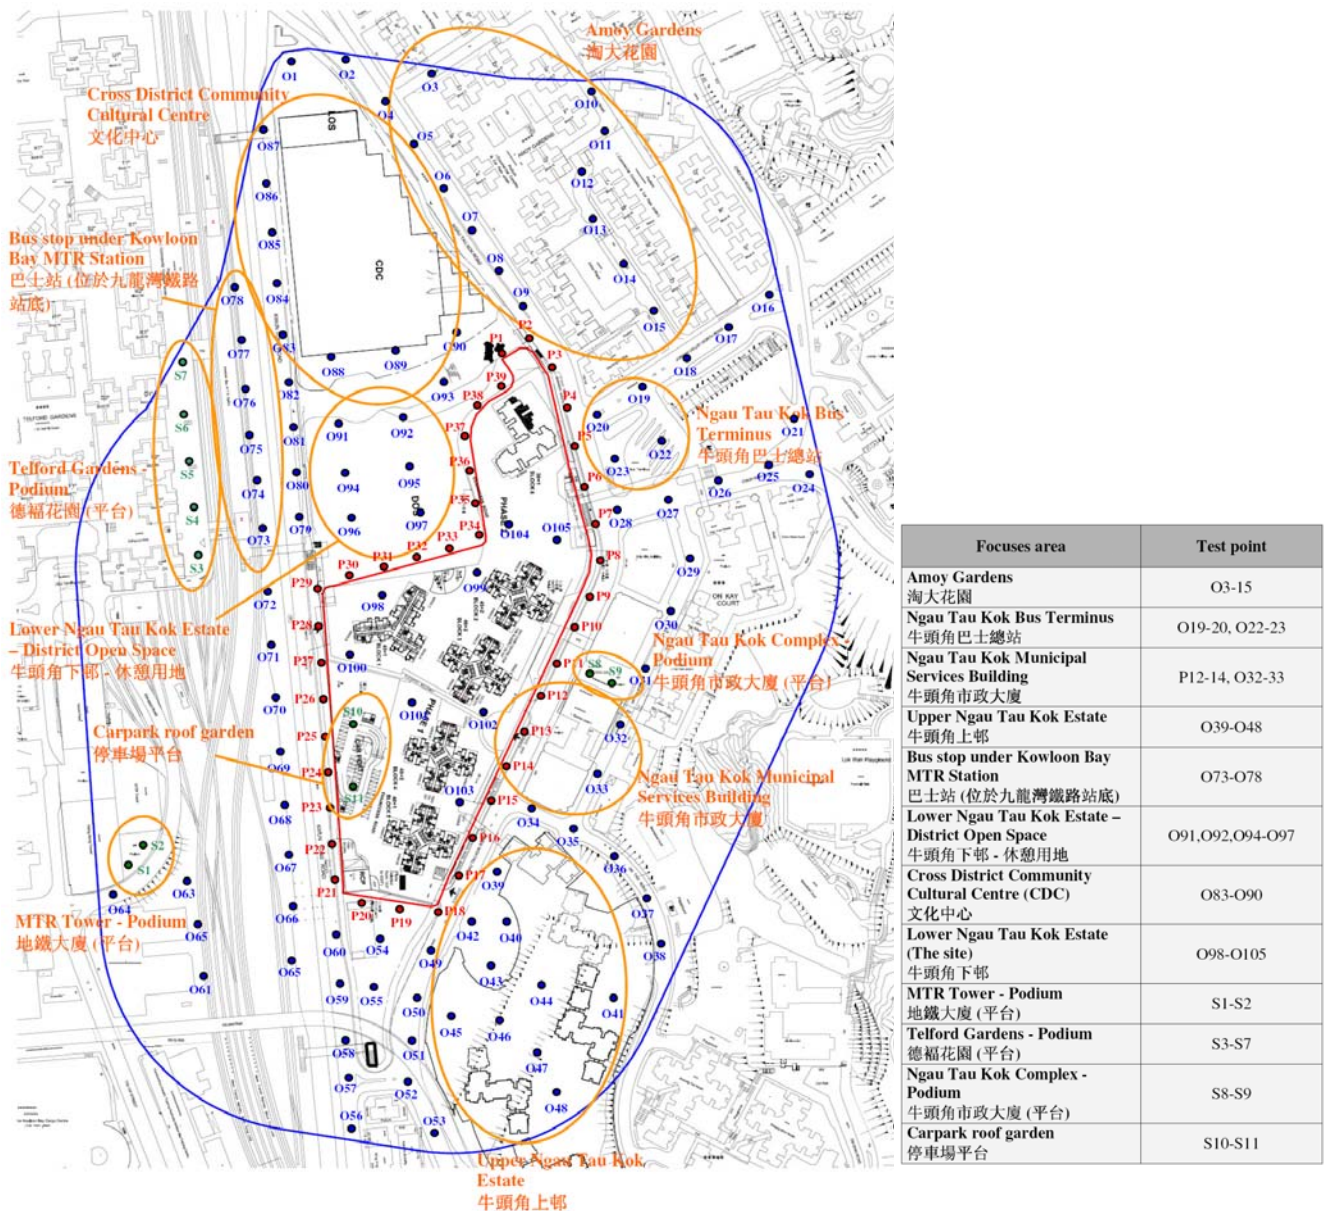 Amoy Gardens
淘大花園
Cross District Community
Cultural Centre
文化中心
Bus stop under Kowloon
Bay MTR Station
巴士站 (位於九龍灣鐵路
站底)
Telford Gardens -
Podium
德福花園 (平台)
Lower Ngau Tau Kok Estate
– District Open Space
牛頭角下邨 - 休憩用地
Carpark roof garden
停車場平台
MTR Tower - Podium
地鐵大廈 (平台)
Ngau Tau Kok Bus
Terminus
牛頭角巴士總站
Ngau Tau Kok Complex -
Podium
牛頭角市政大廈 (平台)
Ngau Tau Kok Municipal
Services Building
牛頭角市政大廈
Upper Ngau Tau Kok
Estate
牛頭角上邨
LOS
CDC
DOS
PHASE 1
TELFORD GARDENS
ON KAY
COURT
O1 O2 O3 O4 O5 O6 O7 O8 O9 O10
O11 O12 O13 O14 O15 O16 O17 O18 O19 O20
O21 O22 O23 O24 O25 O26 O27 O28 O29 O30
O31 O32 O33 O34 O35 O36 O37 O38 O39 O40
O41 O42 O43 O44 O45 O46 O47 O48 O49 O50
O51 O52 O53 O54 O55 O56 O57 O58 O59 O60
O61 O63 O64 O65 O65 O66 O67 O68 O69 O70
O71 O72 O73 O74 O75 O76 O77 O78 O79 O80
O81 O82 O83 O84 O85 O86 O87 O88 O89 O90
O91 O92 O93 O94 O95 O96 O97 O98 O99 O100
O102 O103 O104 O105
P1 P2 P3 P4 P5 P6 P7 P8 P9 P10
P11 P12 P13 P14 P15 P16 P17 P18 P19 P20
P21 P22 P23 P24 P25 P26 P27 P28 P29 P30
P31 P32 P33 P34 P35 P36 P37 P38 P39
S1 S2 S3 S4 S5 S6 S7 S8 S9 S10 S11
Focuses area Test point
Amoy Gardens
淘大花園
O3-15
Ngau Tau Kok Bus Terminus
牛頭角巴士總站
O19-20, O22-23
Ngau Tau Kok Municipal
Services Building
牛頭角市政大廈
P12-14, O32-33
Upper Ngau Tau Kok Estate
牛頭角上邨
O39-O48
Bus stop under Kowloon Bay
MTR Station
巴士站 (位於九龍灣鐵路站底)
O73-O78
Lower Ngau Tau Kok Estate –
District Open Space
牛頭角下邨 - 休憩用地
O91,O92,O94-O97
Cross District Community
Cultural Centre (CDC)
文化中心
O83-O90
Lower Ngau Tau Kok Estate
(The site)
牛頭角下邨
O98-O105
MTR Tower - Podium
地鐵大廈 (平台)
S1-S2
Telford Gardens - Podium
德福花園 (平台)
S3-S7
Ngau Tau Kok Complex -
Podium
牛頭角市政大廈 (平台)
S8-S9
Carpark roof garden
停車場平台
S10-S11